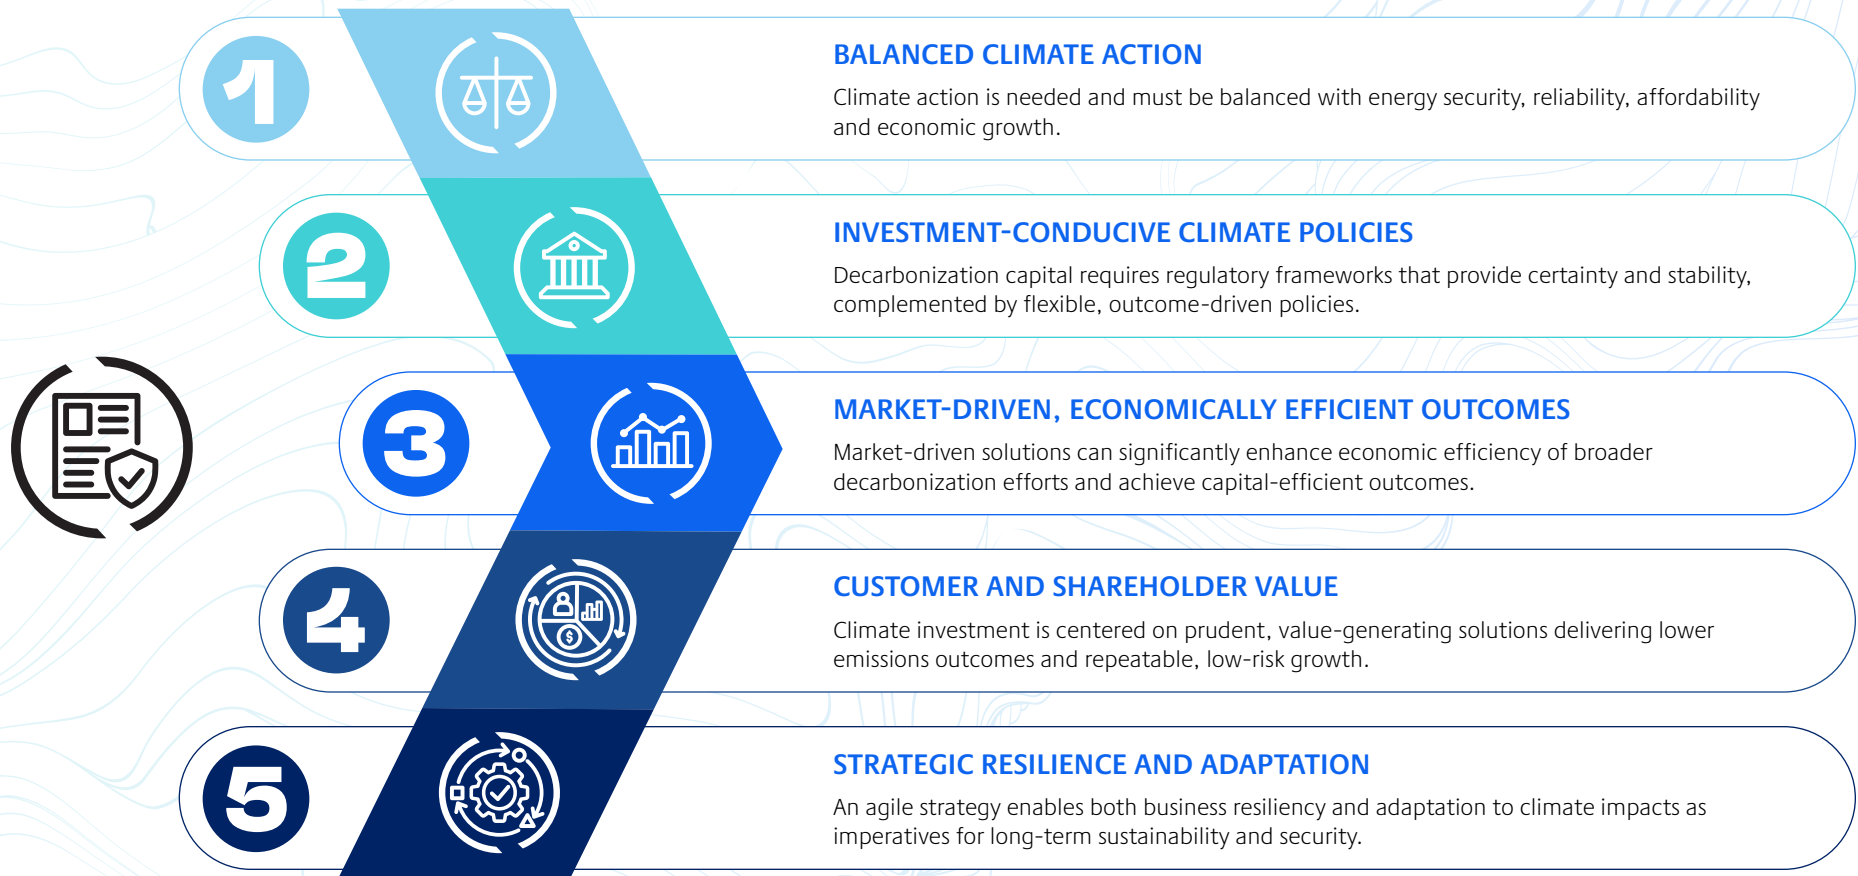 1
BALANCED CLIMATE ACTION
Climate action is needed and must be balanced with energy security, reliability, affordability
and economic growth.
2
INVESTMENT-CONDUCIVE CLIMATE POLICIES
Decarbonization capital requires regulatory frameworks that provide certainty and stability,
complemented by flexible, outcome-driven policies.
3
MARKET-DRIVEN, ECONOMICALLY EFFICIENT OUTCOMES
Market-driven solutions can significantly enhance economic efficiency of broader
decarbonization efforts and achieve capital-efficient outcomes.
4
$
CUSTOMER AND SHAREHOLDER VALUE
Climate investment is centered on prudent, value-generating solutions delivering lower
emissions outcomes and repeatable, low-risk growth.
5
STRATEGIC RESILIENCE AND ADAPTATION
An agile strategy enables both business resiliency and adaptation to climate impacts as
imperatives for long-term sustainability and security.